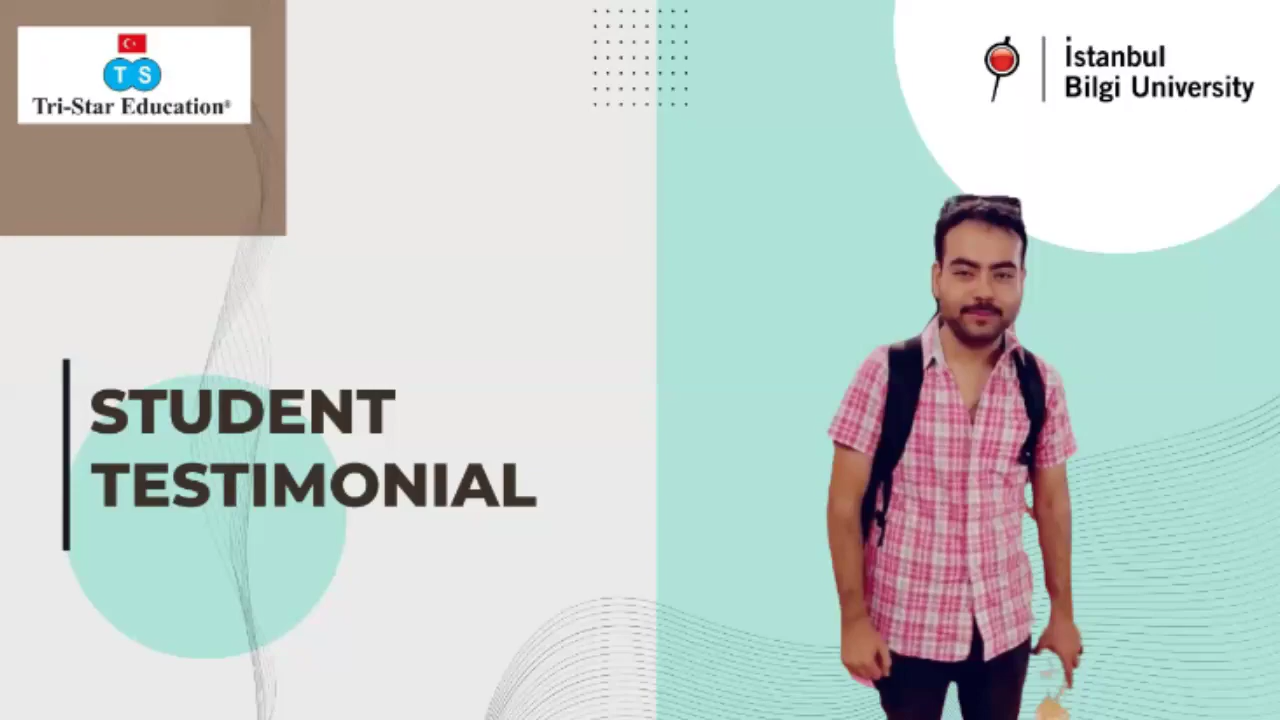 T S
Tri-Star Education®
İstanbul
Bilgi University
STUDENT
TESTIMONIAL